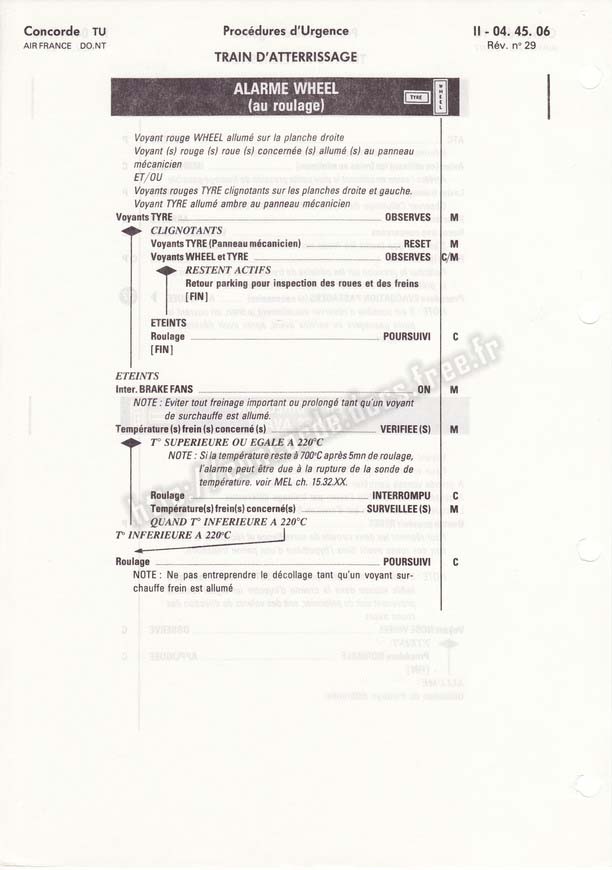 Concorde TU
AIR FRANCE DO.NT
Procédures d'Urgence
II - 04. 45. 06
Rév. n° 29
TRAIN D'ATTERRISSAGE
ALARME WHEEL
(au roulage)
TYRE
WHEEL
Voyant rouge WHEEL allumé sur la planche droite
Voyant (s) rouge (s) roue (s) concernée (s) allumé (s) au panneau
mécanicien
ET/OU
Voyants rouges TYRE clignotants sur les planches droite et gauche.
Voyant TYRE allumé ambre au panneau mécanicien
Voyants TYRE OBSERVES M
CLIGNOTANTS
Voyants TYRE (Panneau mécanicien) RESET M
Voyants WHEEL et TYRE OBSERVES C/M
RESTENT ACTIFS
Retour parking pour inspection des roues et des freins
[FIN]
ETEINTS
Roulage POURSUIVI C
[FIN]
ETEINTS
Inter. BRAKE FANS ON M
NOTE : Eviter tout freinage important ou prolongé tant qu'un voyant
de surchauffe est allumé.
Température (s) frein (s) concerné (s) VERIFIEE (S) M
T° SUPERIEURE OU EGALE A 220°C
NOTE : Si la température reste à 700°C après 5mn de roulage,
l'alarme peut être due à la rupture de la sonde de
température. voir MEL ch. 15.32.XX.
Roulage INTERROMPU C
Température(s) frein(s) concerné(s) SURVEILLEE (S) M
QUAND T° INFERIEURE A 220°C
T° INFERIEURE A 220°C
Roulage POURSUIVI C
NOTE : Ne pas entreprendre le décollage tant qu'un voyant sur-
chauffe frein est allumé